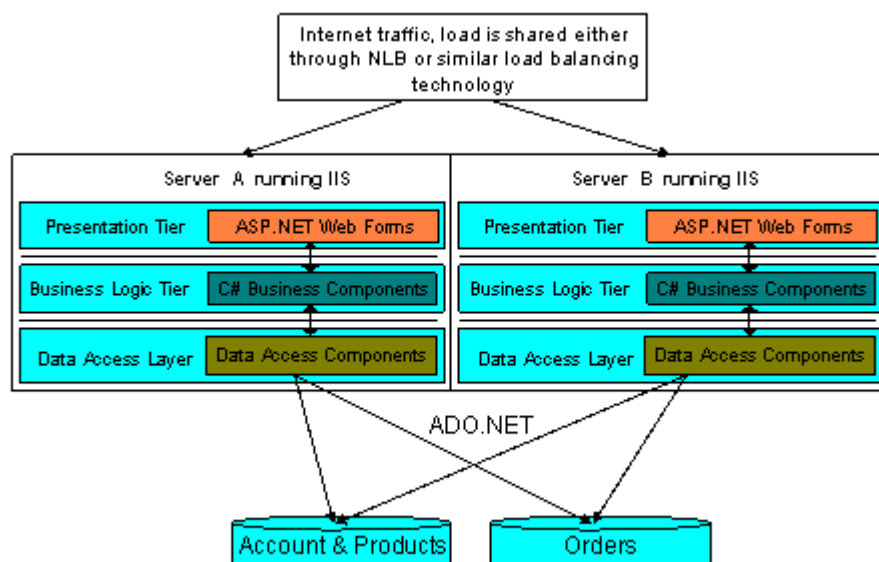 Internet traffic, load is shared either
through NLB or similar load balancing
technology
Server A running IIS
Presentation Tier
ASP.NET Web Forms
Business Logic Tier
C# Business Components
Data Access Layer
Data Access Components
Server B running IIS
Presentation Tier
ASP.NET Web Forms
Business Logic Tier
C# Business Components
Data Access Layer
Data Access Components
ADO.NET
Account & Products
Orders